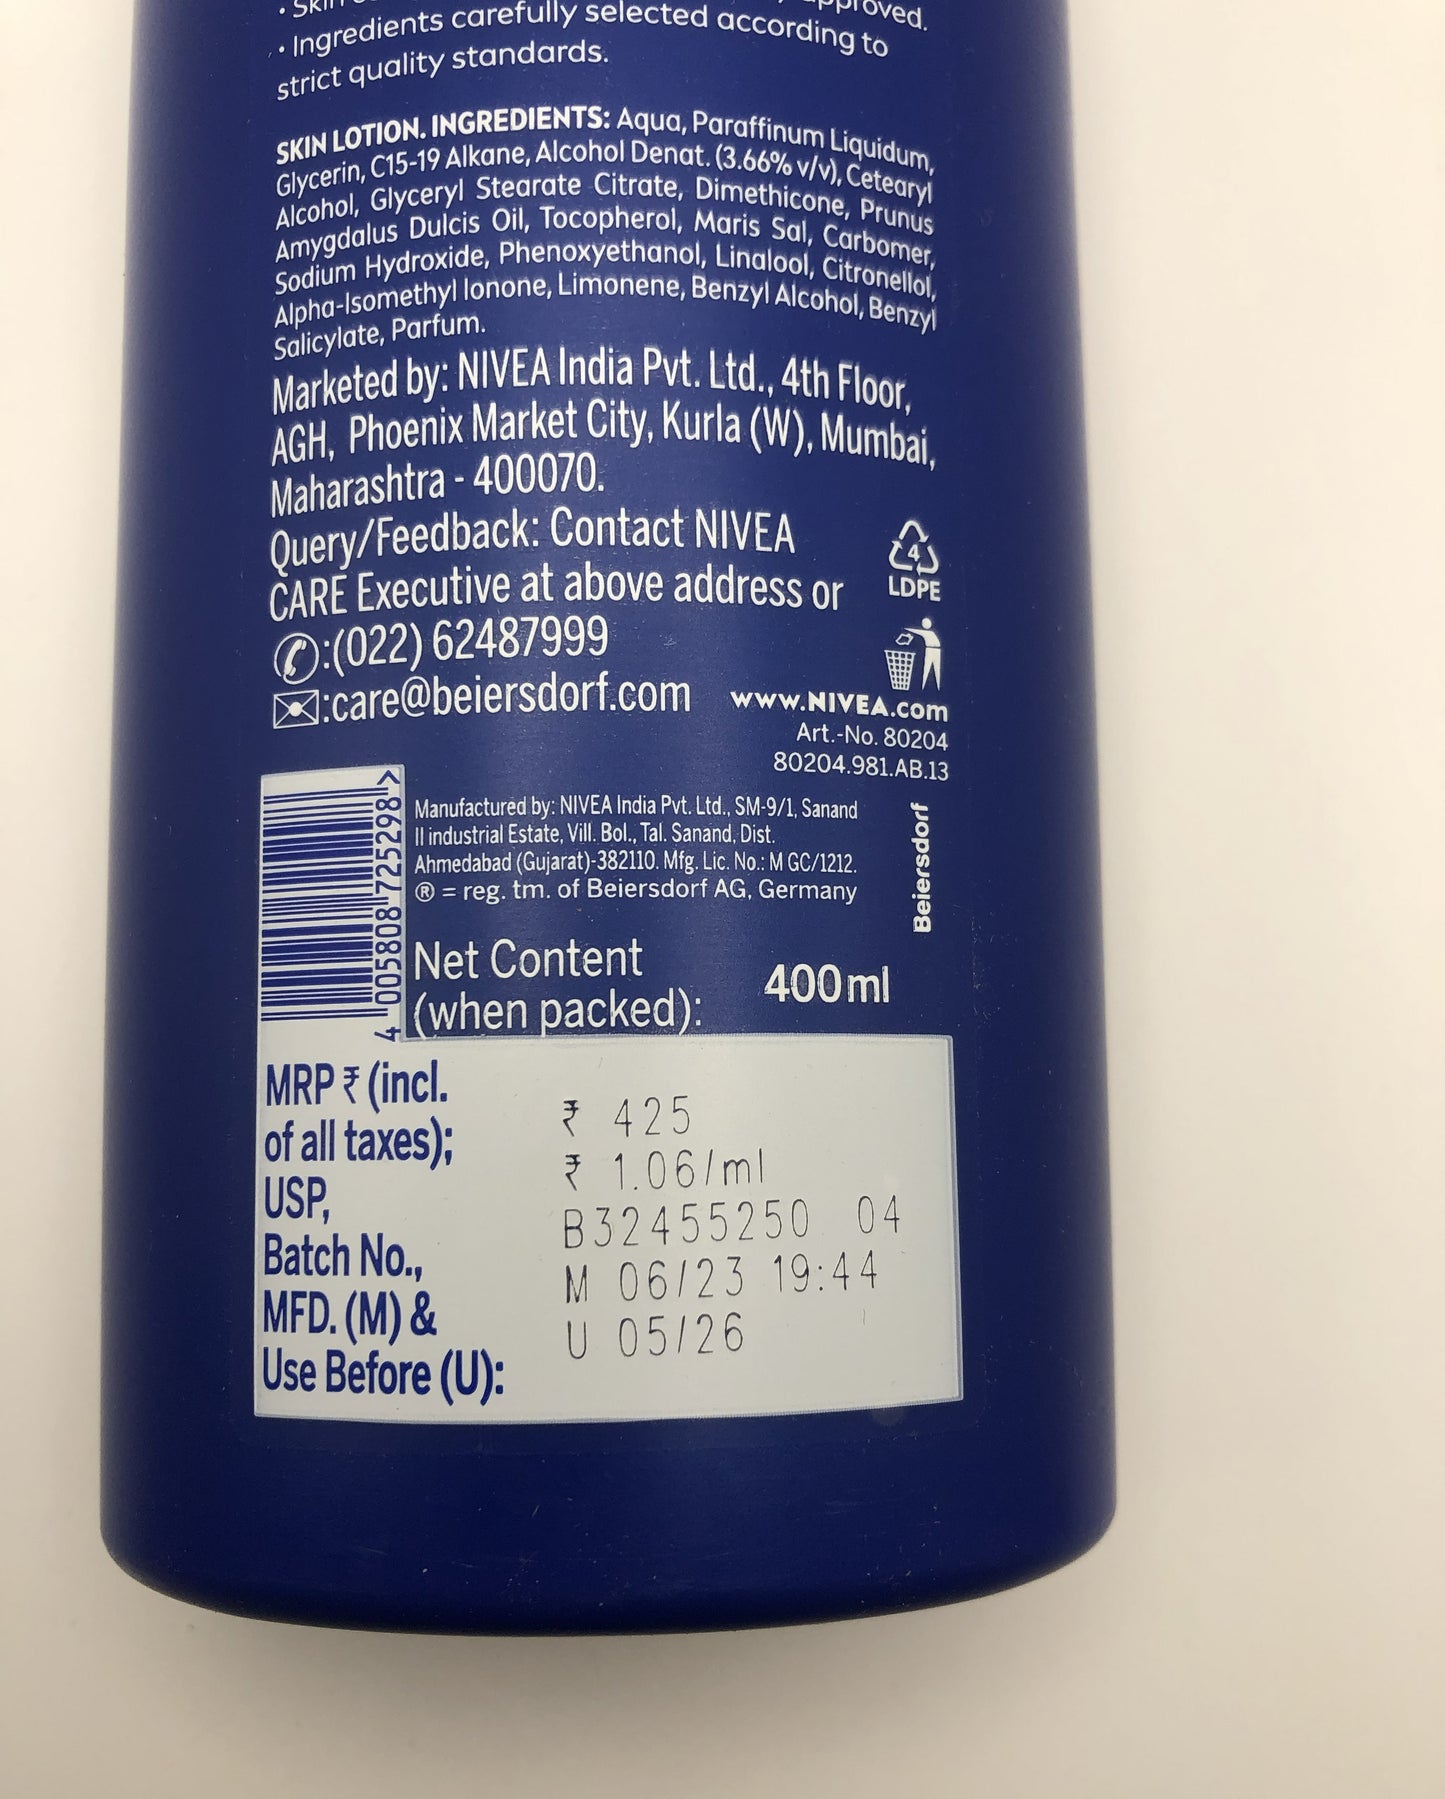 approved.
• Ingredients carefully selected according to
strict quality standards.
SKIN LOTION. INGREDIENTS: Aqua, Paraffinum Liquidum,
Glycerin, C15-19 Alkane, Alcohol Denat. (3.66% v/v), Cetearyl
Alcohol, Glyceryl Stearate Citrate, Dimethicone, Prunus
Amygdalus Dulcis Oil, Tocopherol, Maris Sal, Carbomer,
Sodium Hydroxide, Phenoxyethanol, Linalool, Citronellol,
Alpha-Isomethyl Ionone, Limonene, Benzyl Alcohol, Benzyl
Salicylate, Parfum.
Marketed by: NIVEA India Pvt. Ltd., 4th Floor,
AGH, Phoenix Market City, Kurla (W), Mumbai,
Maharashtra - 400070.
Query/Feedback: Contact NIVEA
CARE Executive at above address or
:(022) 62487999
:care@beiersdorf.com
4
LDPE
www.NIVEA.com
Art.-No. 80204
80204.981.AB.13
4 005808 725298 >
Manufactured by: NIVEA India Pvt. Ltd., SM-9/1, Sanand
II industrial Estate, Vill. Bol., Tal. Sanand, Dist.
Ahmedabad (Gujarat)-382110. Mfg. Lic. No.: M GC/1212.
® = reg. tm. of Beiersdorf AG, Germany
Beiersdorf
Net Content
(when packed): 400ml
MRP ₹ (incl.
of all taxes);
USP,
Batch No.,
MFD. (M) &
Use Before (U):
₹ 425
₹ 1.06/ml
B32455250 04
M 06/23 19:44
U 05/26